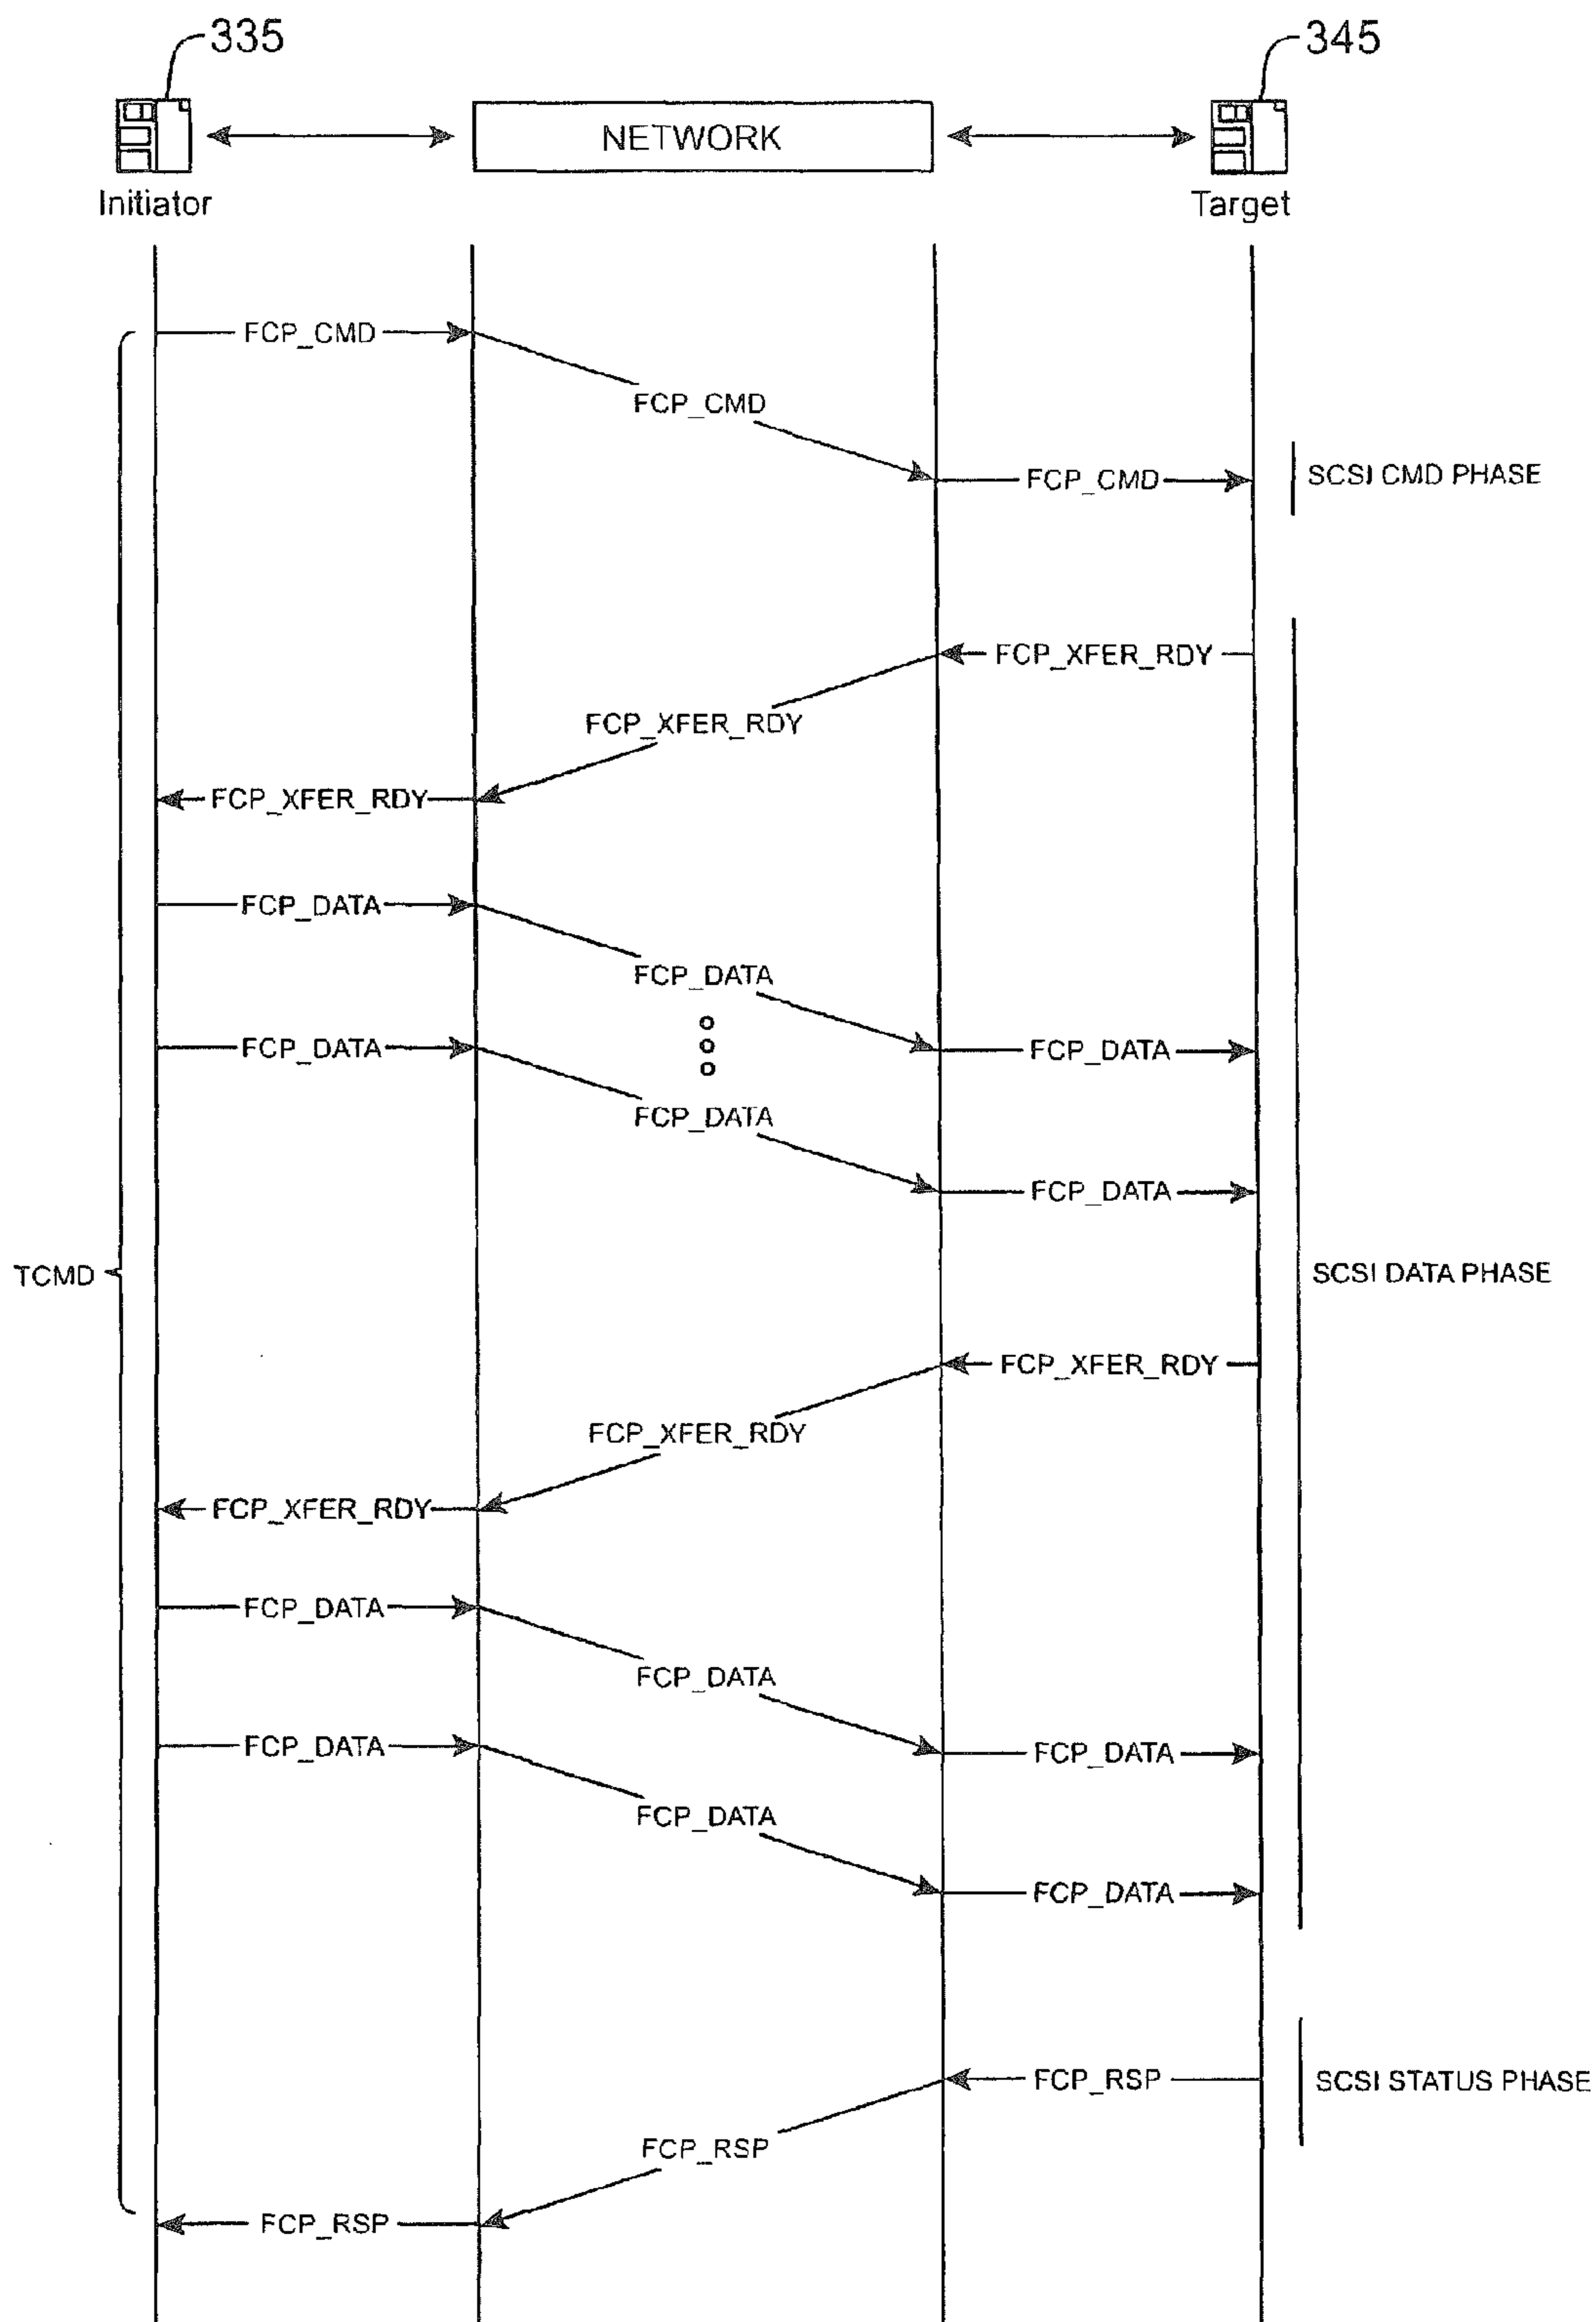 335
345
NETWORK
Initiator
Target
FCP_CMD
FCP_CMD
FCP_CMD
SCSI CMD PHASE
FCP_XFER_RDY
FCP_XFER_RDY
FCP_XFER_RDY
FCP_DATA
FCP_DATA
FCP_DATA
FCP_DATA
FCP_DATA
FCP_DATA
TCMD
SCSI DATA PHASE
FCP_XFER_RDY
FCP_XFER_RDY
FCP_XFER_RDY
FCP_DATA
FCP_DATA
FCP_DATA
FCP_DATA
FCP_DATA
FCP_DATA
FCP_RSP
SCSI STATUS PHASE
FCP_RSP
FCP_RSP